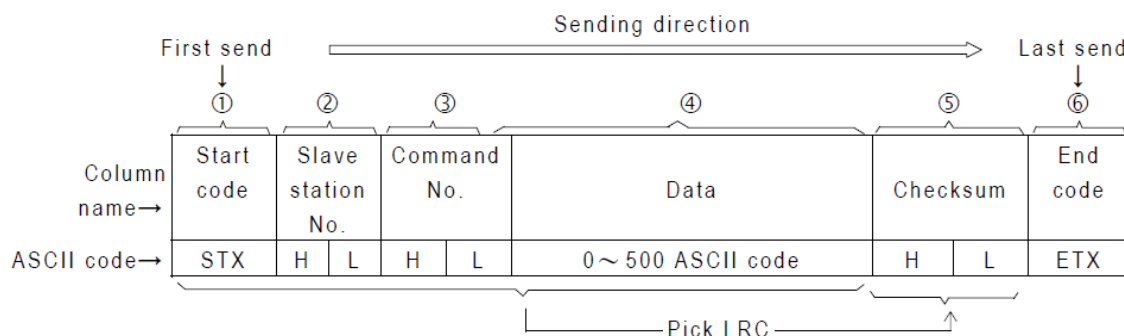 Sending direction
First send
Last send
↓
↓
① ② ③ ④ ⑤ ⑥
Column name→ Start code Slave station No. Command No. Data Checksum End code
ASCII code→ STX H L H L 0～500 ASCII code H L ETX
Pick LRC